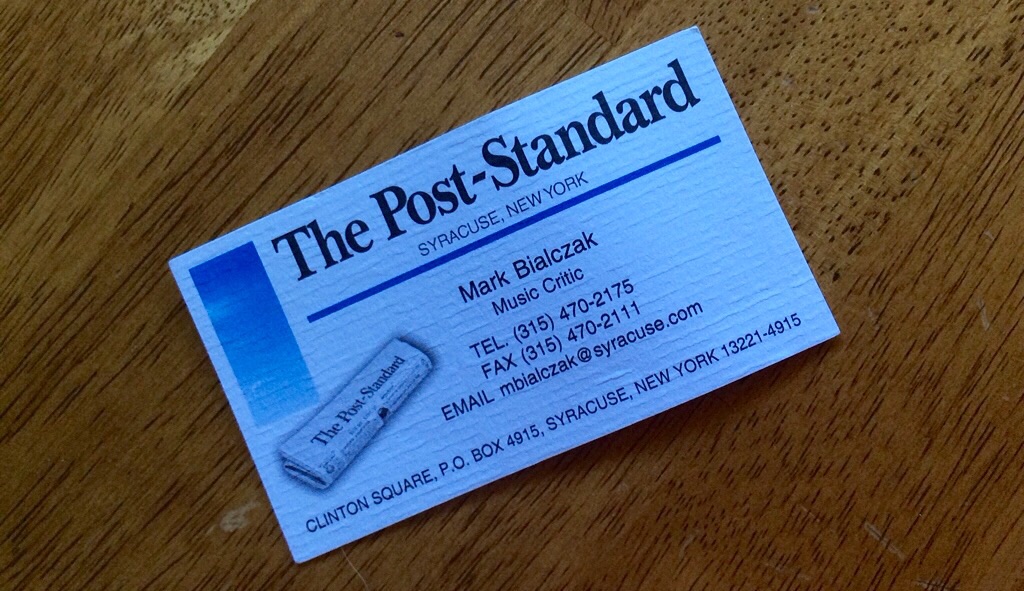 The Post-Standard
SYRACUSE, NEW YORK
Mark Bialczak
Music Critic
TEL. (315) 470-2175
FAX (315) 470-2111
EMAIL mbialczak@syracuse.com
The Post-Standard
CLINTON SQUARE, P.O. BOX 4915, SYRACUSE, NEW YORK 13221-4915